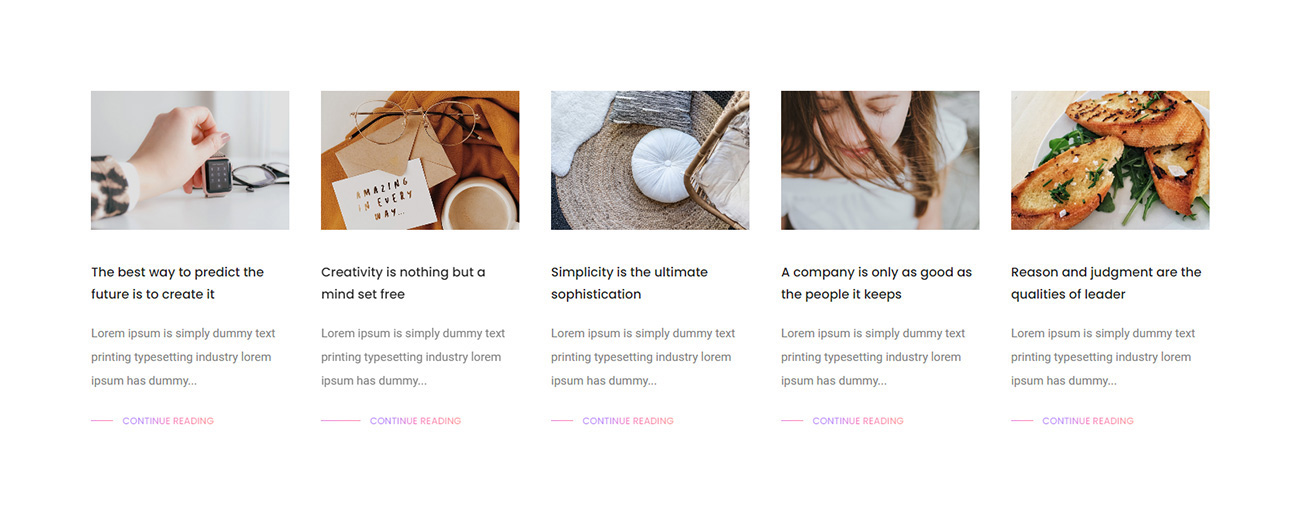 AMAZING
IN EVERY
WAY...
The best way to predict the
future is to create it
Lorem ipsum is simply dummy text
printing typesetting industry lorem
ipsum has dummy...
CONTINUE READING
Creativity is nothing but a
mind set free
Lorem ipsum is simply dummy text
printing typesetting industry lorem
ipsum has dummy...
CONTINUE READING
Simplicity is the ultimate
sophistication
Lorem ipsum is simply dummy text
printing typesetting industry lorem
ipsum has dummy...
CONTINUE READING
A company is only as good as
the people it keeps
Lorem ipsum is simply dummy text
printing typesetting industry lorem
ipsum has dummy...
CONTINUE READING
Reason and judgment are the
qualities of leader
Lorem ipsum is simply dummy text
printing typesetting industry lorem
ipsum has dummy...
CONTINUE READING